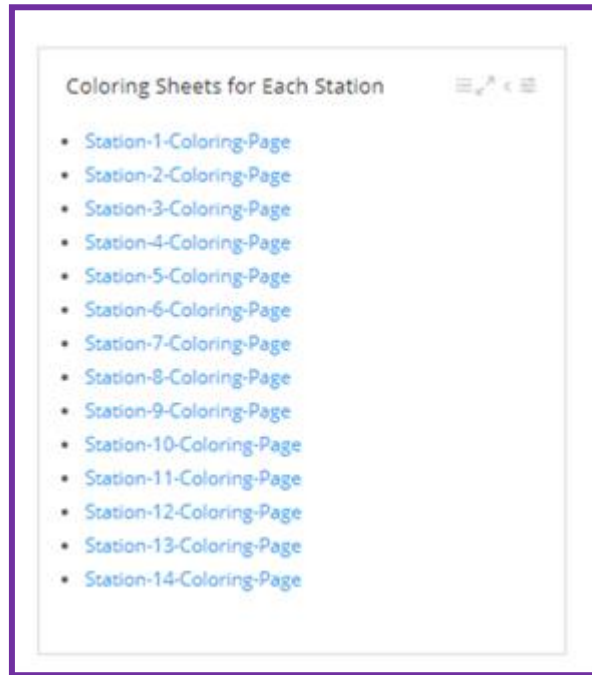 Coloring Sheets for Each Station
Station-1-Coloring-Page
Station-2-Coloring-Page
Station-3-Coloring-Page
Station-4-Coloring-Page
Station-5-Coloring-Page
Station-6-Coloring-Page
Station-7-Coloring-Page
Station-8-Coloring-Page
Station-9-Coloring-Page
Station-10-Coloring-Page
Station-11-Coloring-Page
Station-12-Coloring-Page
Station-13-Coloring-Page
Station-14-Coloring-Page